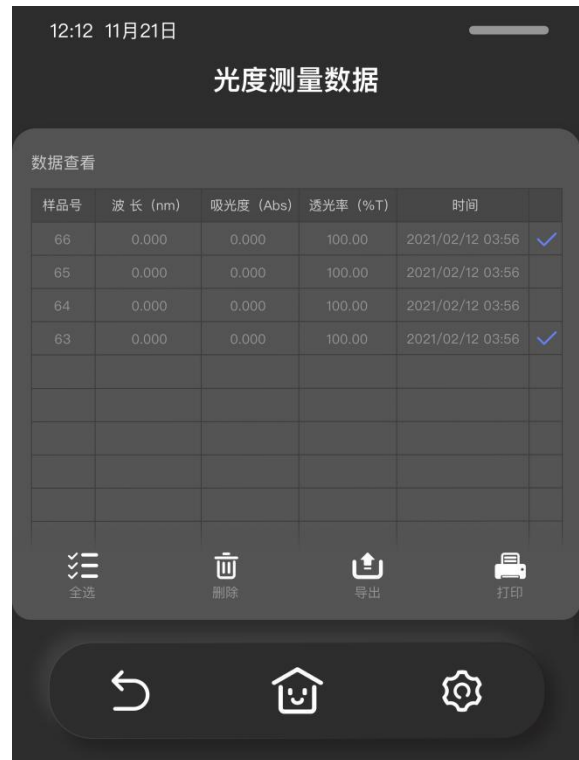 12:12 11月21日
光度测量数据
数据查看
样品号 波 长（nm） 吸光度（Abs） 透光率（%T） 时间
66 0.000 0.000 100.00 2021/02/12 03:56
65 0.000 0.000 100.00 2021/02/12 03:56
64 0.000 0.000 100.00 2021/02/12 03:56
63 0.000 0.000 100.00 2021/02/12 03:56
全选 删除 导出 打印